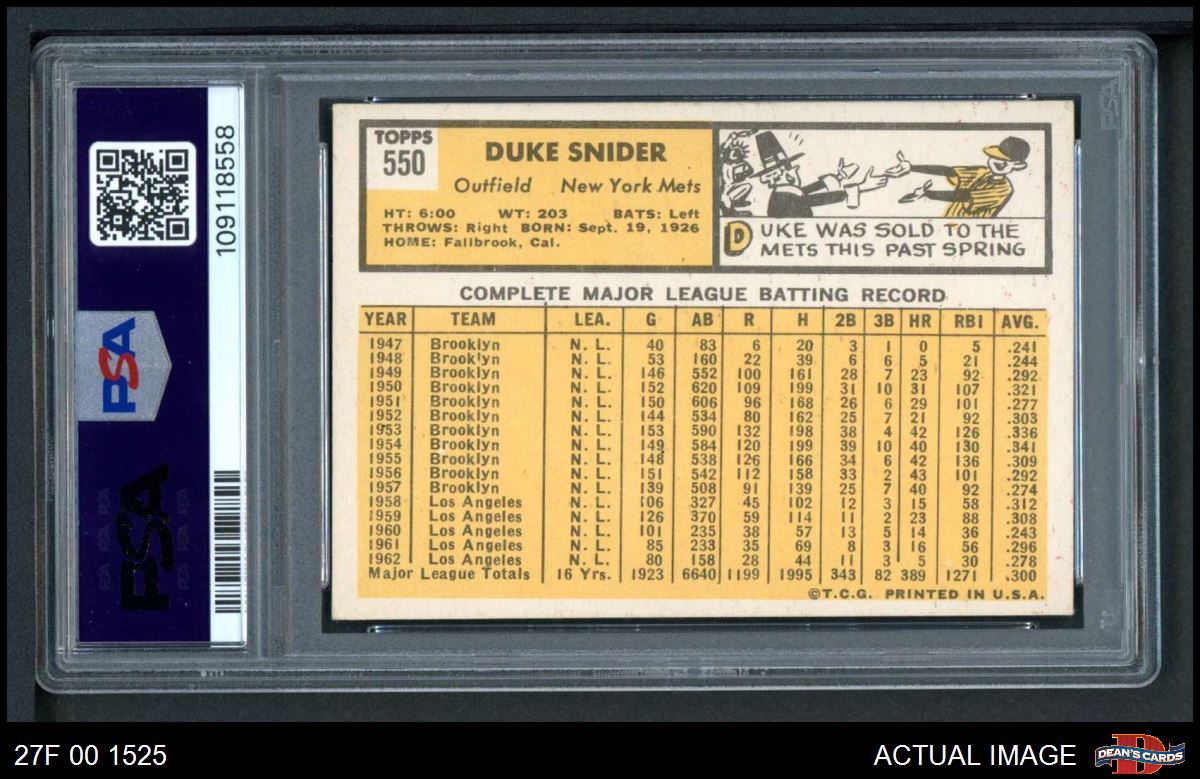 109118558
PSA
PSA
TOPPS
550
DUKE SNIDER
Outfield New York Mets
HT: 6:00 WT: 203 BATS: Left
THROWS: Right BORN: Sept. 19, 1926
HOME: Fallbrook, Cal.
DUKE WAS SOLD TO THE
METS THIS PAST SPRING
COMPLETE MAJOR LEAGUE BATTING RECORD
YEAR TEAM LEA. G AB R H 2B 3B HR RBI AVG.
1947 Brooklyn N. L. 40 83 6 20 3 1 0 5 .241
1948 Brooklyn N. L. 53 160 22 39 6 6 5 21 .244
1949 Brooklyn N. L. 146 552 100 161 28 7 23 92 .292
1950 Brooklyn N. L. 152 620 109 199 31 10 31 107 .321
1951 Brooklyn N. L. 150 606 96 168 26 6 29 101 .277
1952 Brooklyn N. L. 144 534 80 162 25 7 21 92 .303
1953 Brooklyn N. L. 153 590 132 198 38 4 42 126 .336
1954 Brooklyn N. L. 149 584 120 199 39 10 40 130 .341
1955 Brooklyn N. L. 148 538 126 166 34 6 42 136 .309
1956 Brooklyn N. L. 151 542 112 158 33 2 43 101 .292
1957 Brooklyn N. L. 139 508 91 139 25 7 40 92 .274
1958 Los Angeles N. L. 106 327 45 102 12 3 15 58 .312
1959 Los Angeles N. L. 126 370 59 114 11 2 23 88 .308
1960 Los Angeles N. L. 101 235 38 57 13 5 14 36 .243
1961 Los Angeles N. L. 85 233 35 69 8 3 16 56 .296
1962 Los Angeles N. L. 80 158 28 44 11 3 5 30 .278
Major League Totals 16 Yrs. 1923 6640 1199 1995 343 82 389 1271 .300
©T.C.G. PRINTED IN U.S.A.
27F 00 1525
ACTUAL IMAGE
DEAN'S CARDS